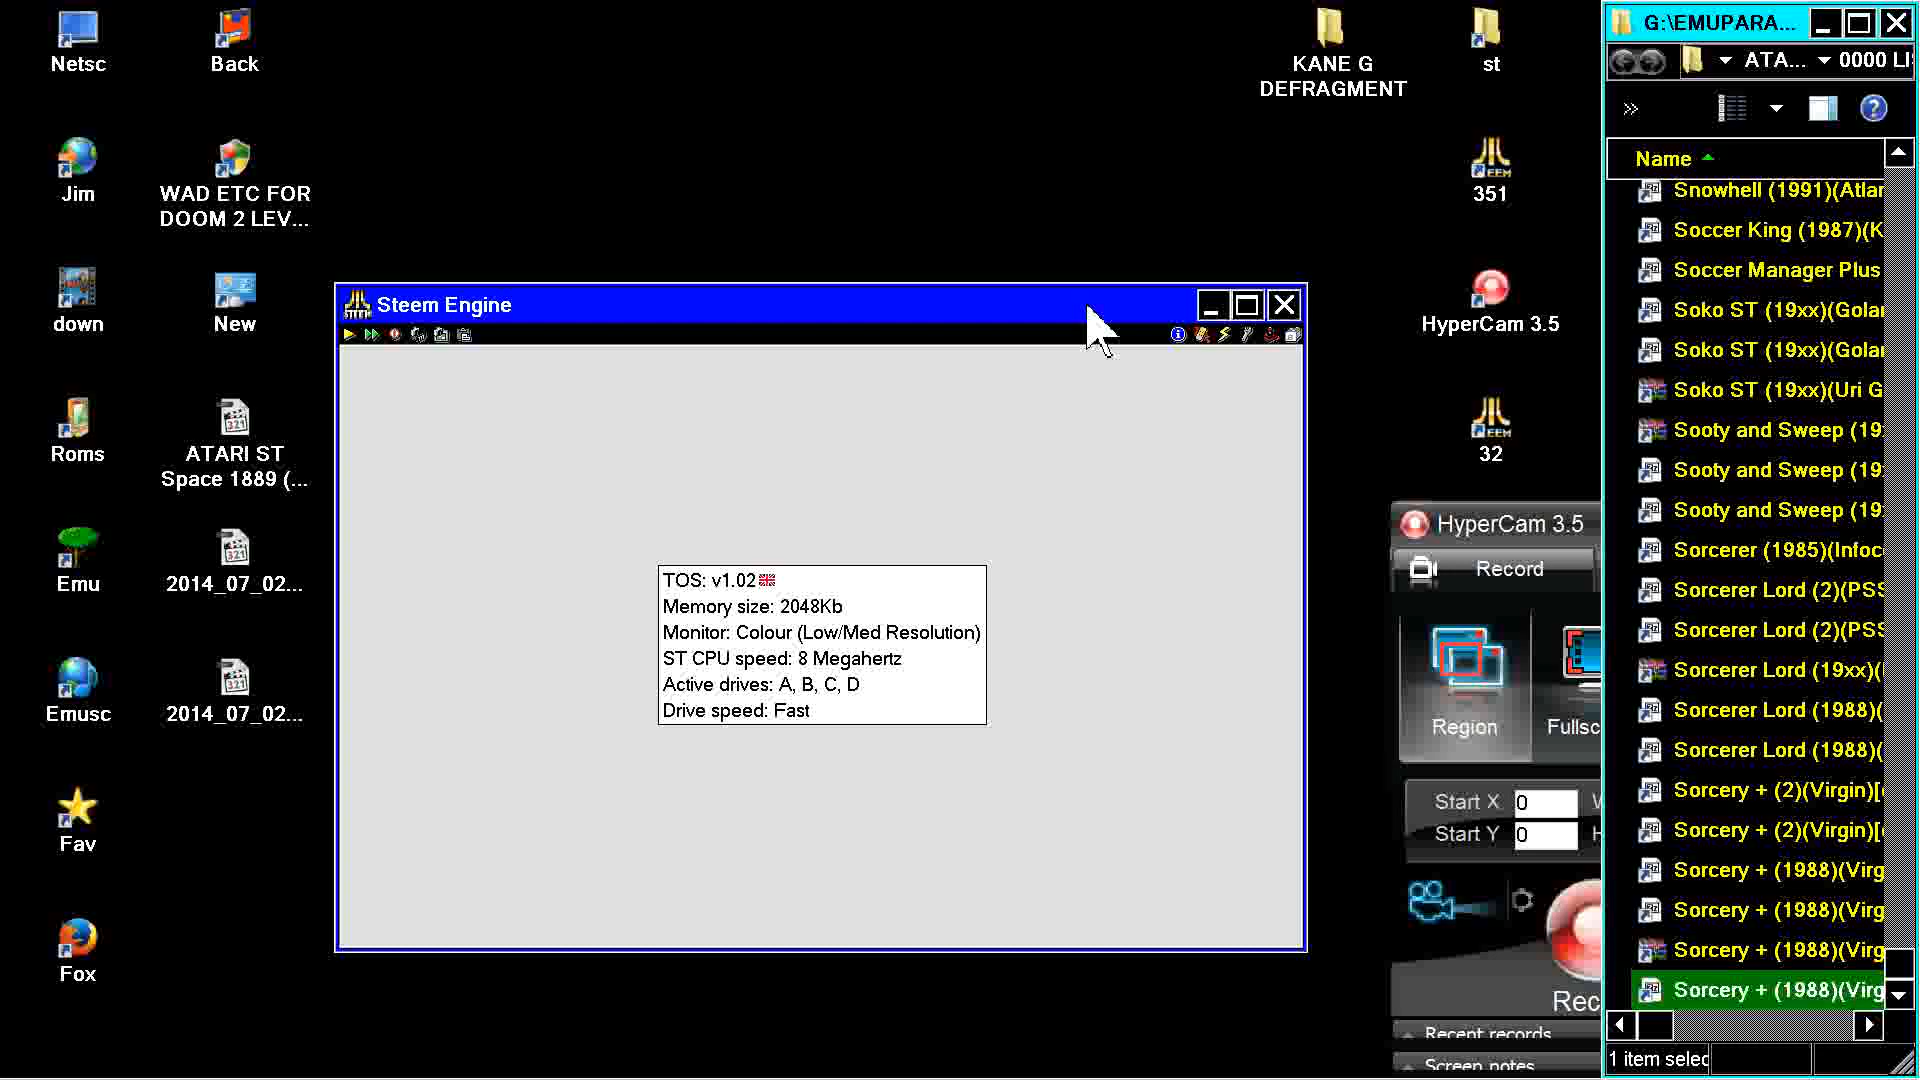 Netsc
Back
Jim
WAD ETC FOR
DOOM 2 LEV...
down
New
Roms
ATARI ST
Space 1889 (...
Emu
2014_07_02...
Emusc
2014_07_02...
Fav
Fox
KANE G
DEFRAGMENT
st
351
HyperCam 3.5
32
Steem Engine
TOS: v1.02
Memory size: 2048Kb
Monitor: Colour (Low/Med Resolution)
ST CPU speed: 8 Megahertz
Active drives: A, B, C, D
Drive speed: Fast
HyperCam 3.5
Record
Region
Fullsc
Start X 0
Start Y 0
Rec
Recent records
Screen notes
G:\EMUPARA...
ATA... 0000 LI
Name
Snowhell (1991)(Atlar
Soccer King (1987)(K
Soccer Manager Plus
Soko ST (19xx)(Golar
Soko ST (19xx)(Golar
Soko ST (19xx)(Uri G
Sooty and Sweep (19
Sooty and Sweep (19
Sooty and Sweep (19
Sorcerer (1985)(Infoc
Sorcerer Lord (2)(PSS
Sorcerer Lord (2)(PSS
Sorcerer Lord (19xx)(
Sorcerer Lord (1988)(
Sorcerer Lord (1988)(
Sorcery + (2)(Virgin)[
Sorcery + (2)(Virgin)[
Sorcery + (1988)(Virg
Sorcery + (1988)(Virg
Sorcery + (1988)(Virg
Sorcery + (1988)(Virg
1 item selec